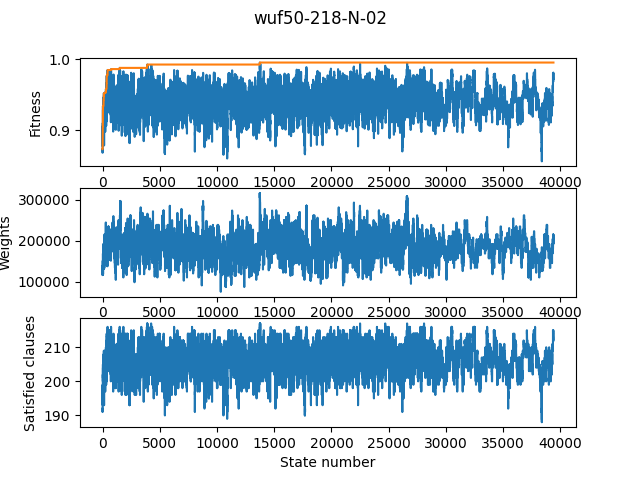 wuf50-218-N-02
1.0
0.9
Fitness
0 5000 10000 15000 20000 25000 30000 35000 40000
300000
200000
100000
Weights
0 5000 10000 15000 20000 25000 30000 35000 40000
210
200
190
Satisfied clauses
0 5000 10000 15000 20000 25000 30000 35000 40000
State number